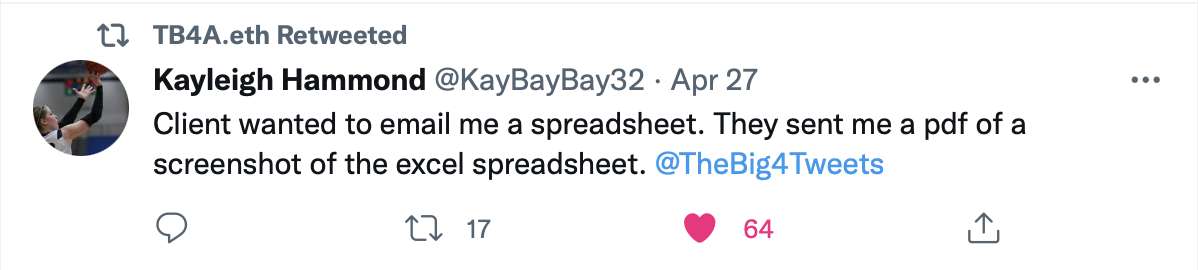 TB4A.eth Retweeted
Kayleigh Hammond @KayBayBay32 · Apr 27
Client wanted to email me a spreadsheet. They sent me a pdf of a
screenshot of the excel spreadsheet. @TheBig4Tweets
17 64